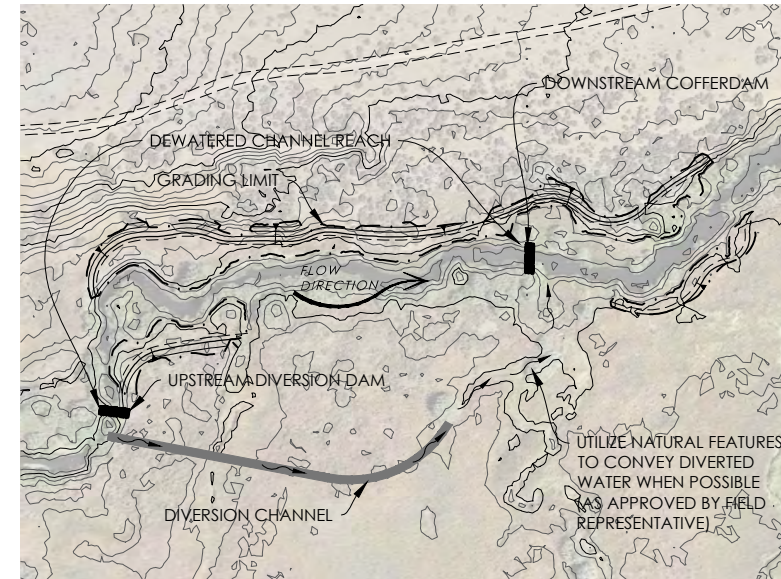 DOWNSTREAM COFFERDAM
DEWATERED CHANNEL REACH
GRADING LIMIT
FLOW
DIRECTION
UPSTREAM DIVERSION DAM
DIVERSION CHANNEL
UTILIZE NATURAL FEATURES
TO CONVEY DIVERTED
WATER WHEN POSSIBLE
(AS APPROVED BY FIELD
REPRESENTATIVE)